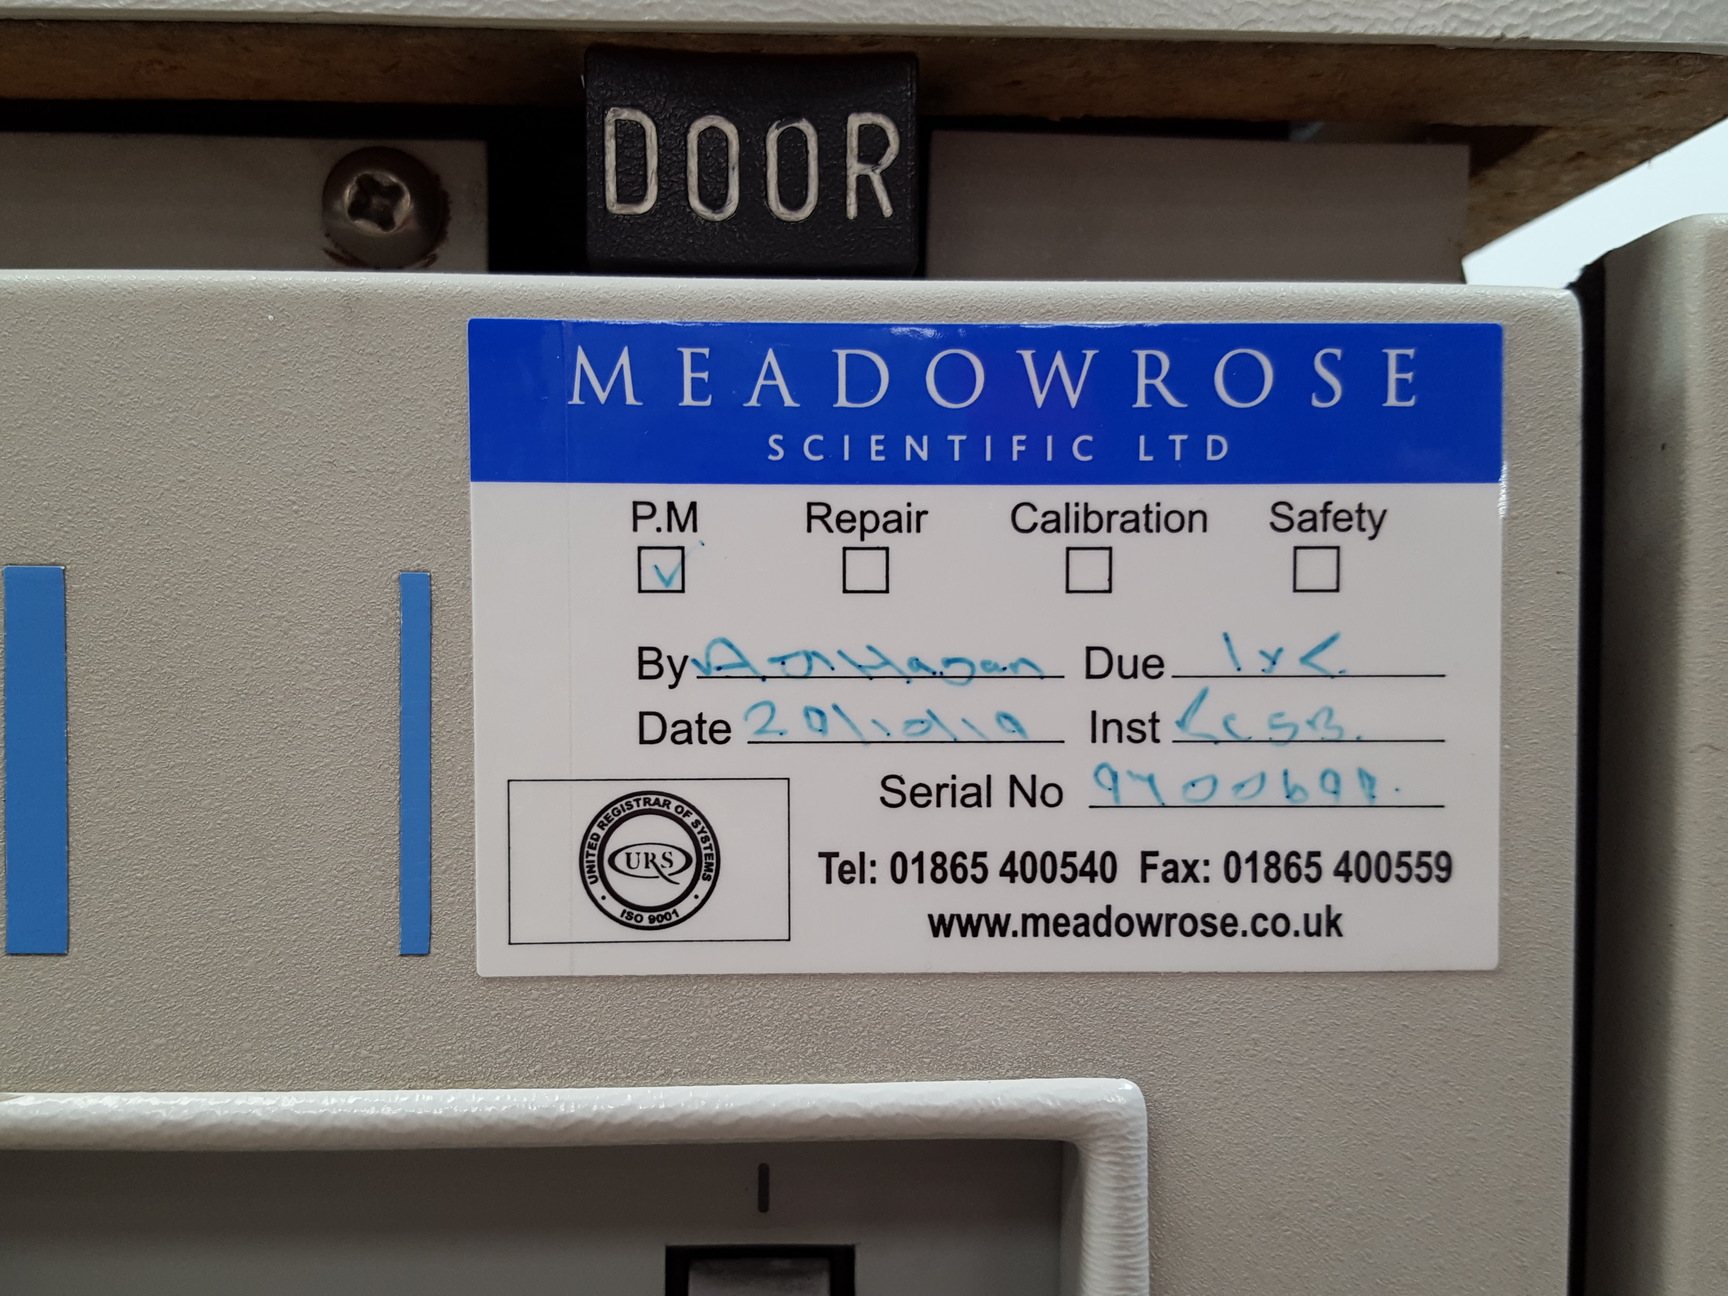 DOOR
MEADOWROSE
SCIENTIFIC LTD
P.M Repair Calibration Safety
By Due
Date Inst
Serial No
UNITED REGISTRAR OF SYSTEMS
URS
ISO 9001
Tel: 01865 400540 Fax: 01865 400559
www.meadowrose.co.uk